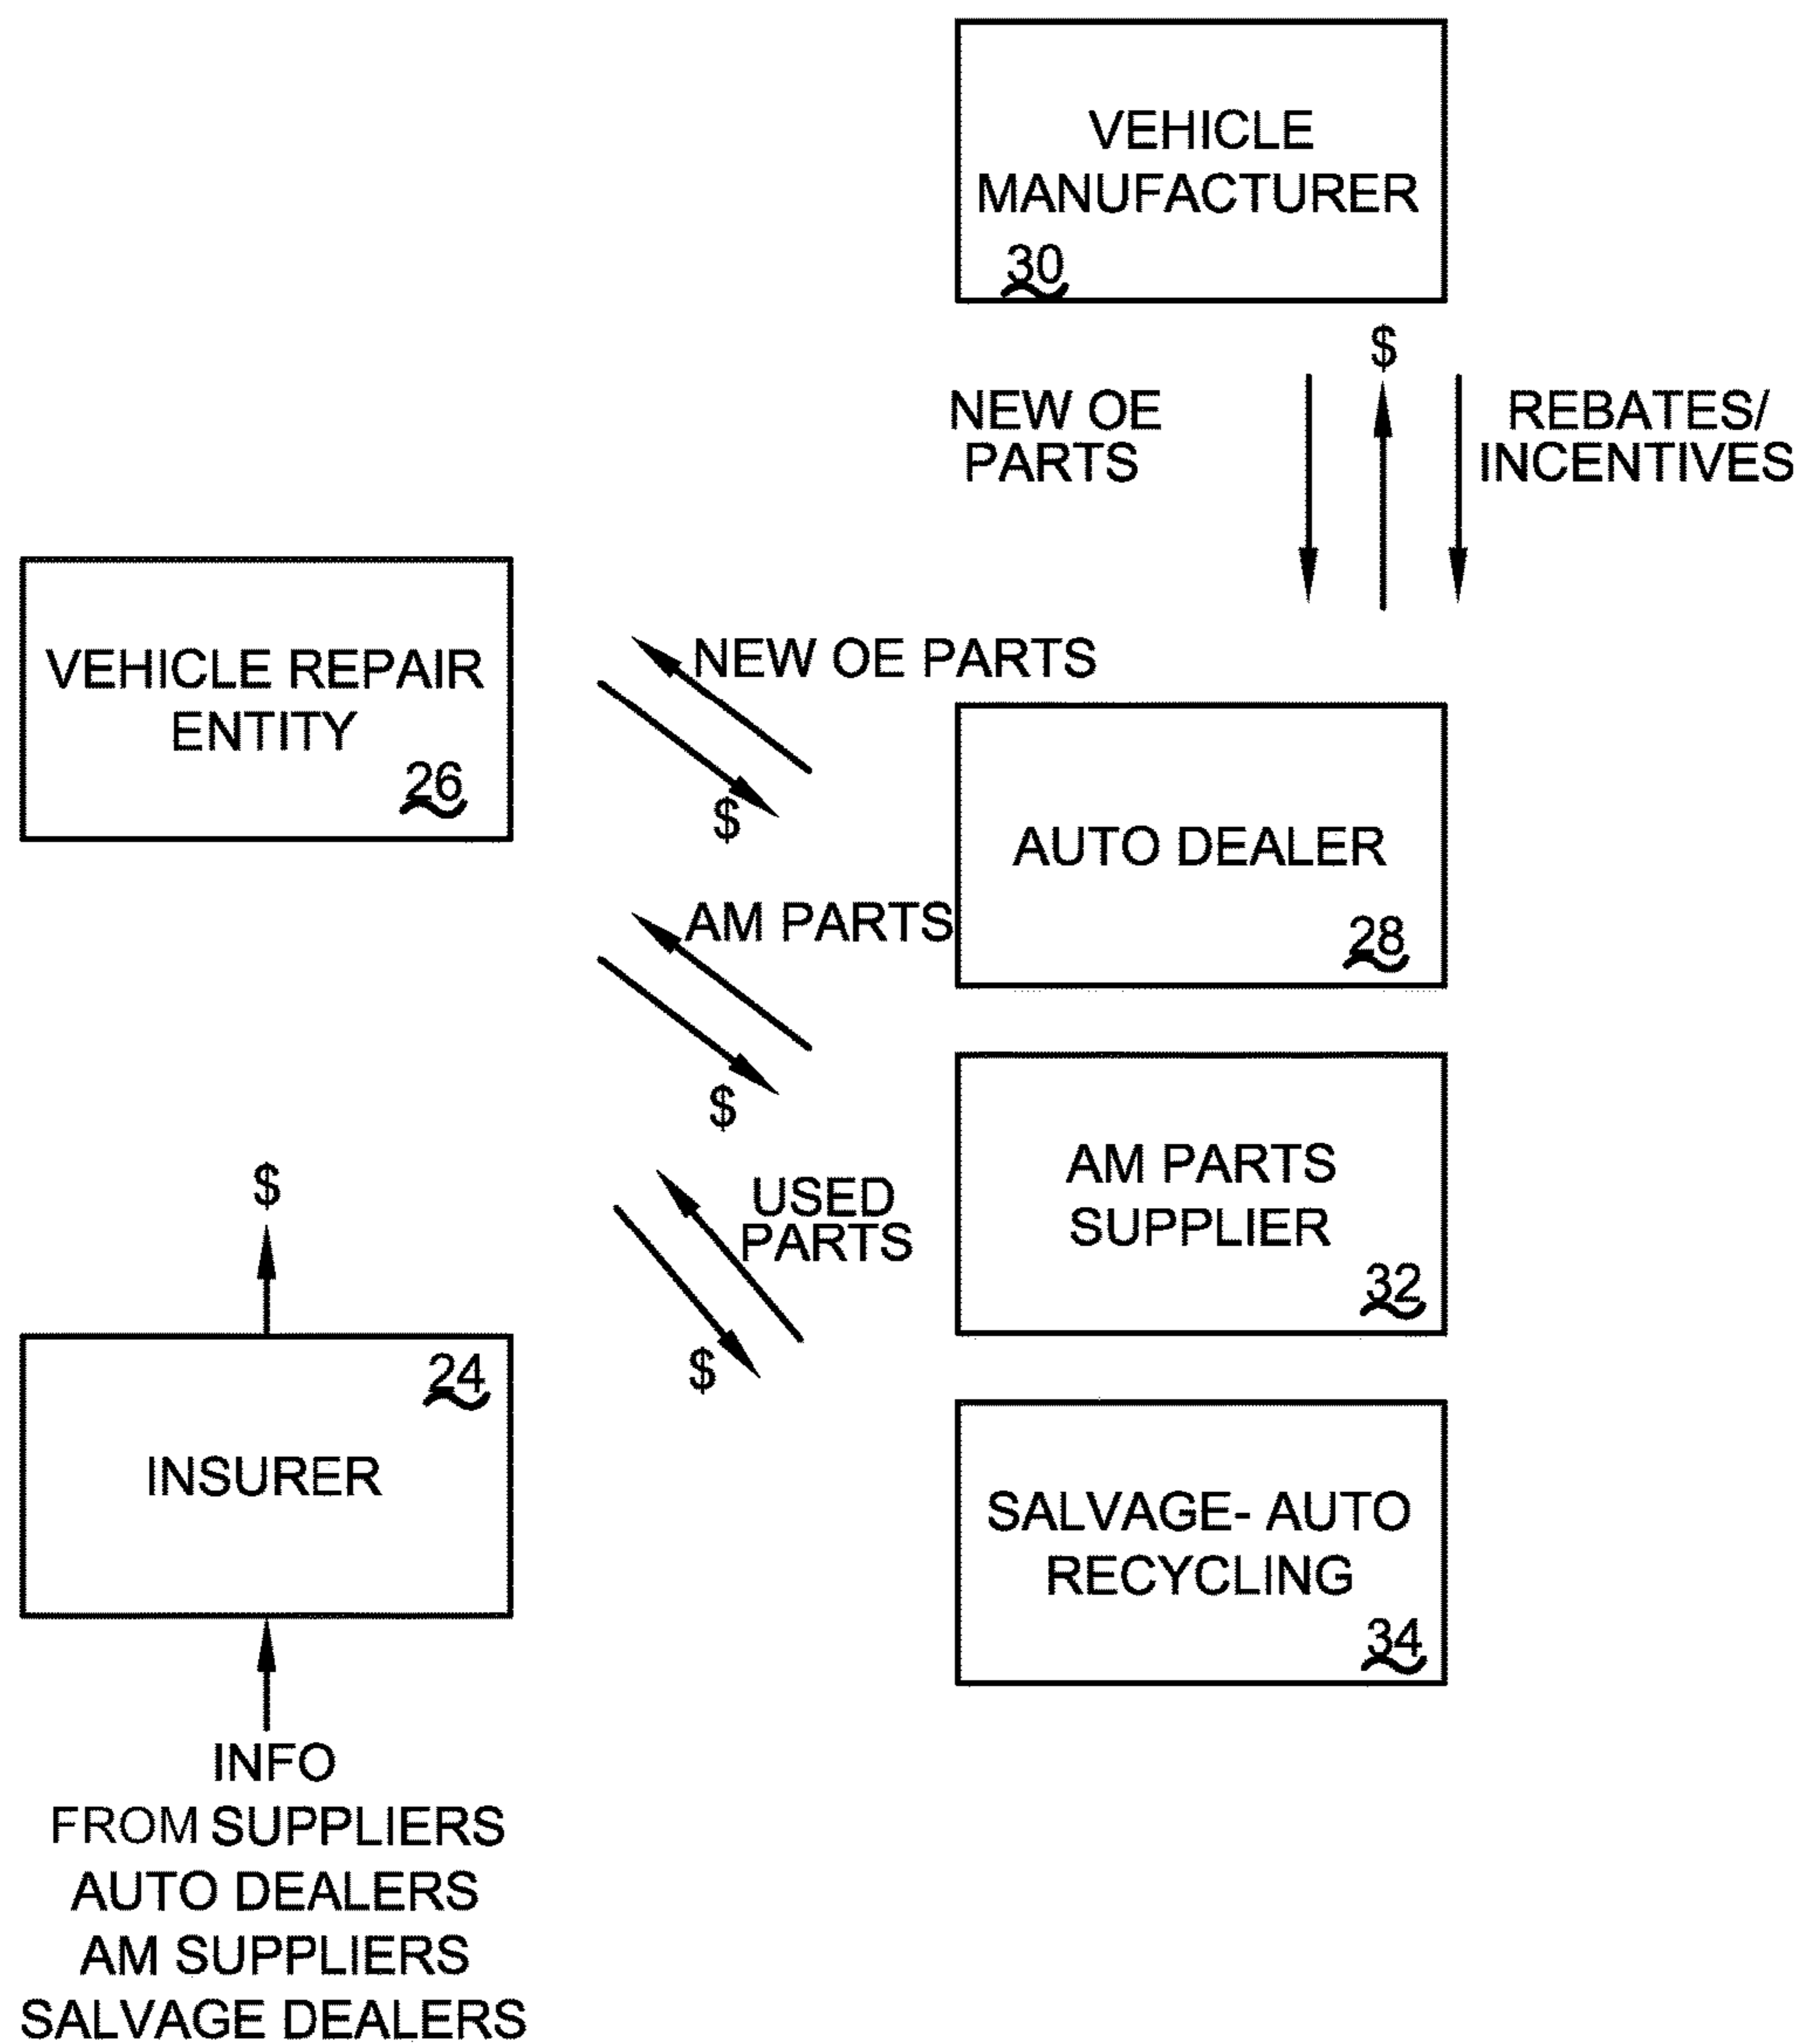 VEHICLE
MANUFACTURER
30
$
NEW OE
PARTS
REBATES/
INCENTIVES
VEHICLE REPAIR
ENTITY
26
NEW OE PARTS
$
AUTO DEALER
28
AM PARTS
$
AM PARTS
SUPPLIER
32
USED
PARTS
$
$
24
INSURER
SALVAGE- AUTO
RECYCLING
34
INFO
FROM SUPPLIERS
AUTO DEALERS
AM SUPPLIERS
SALVAGE DEALERS